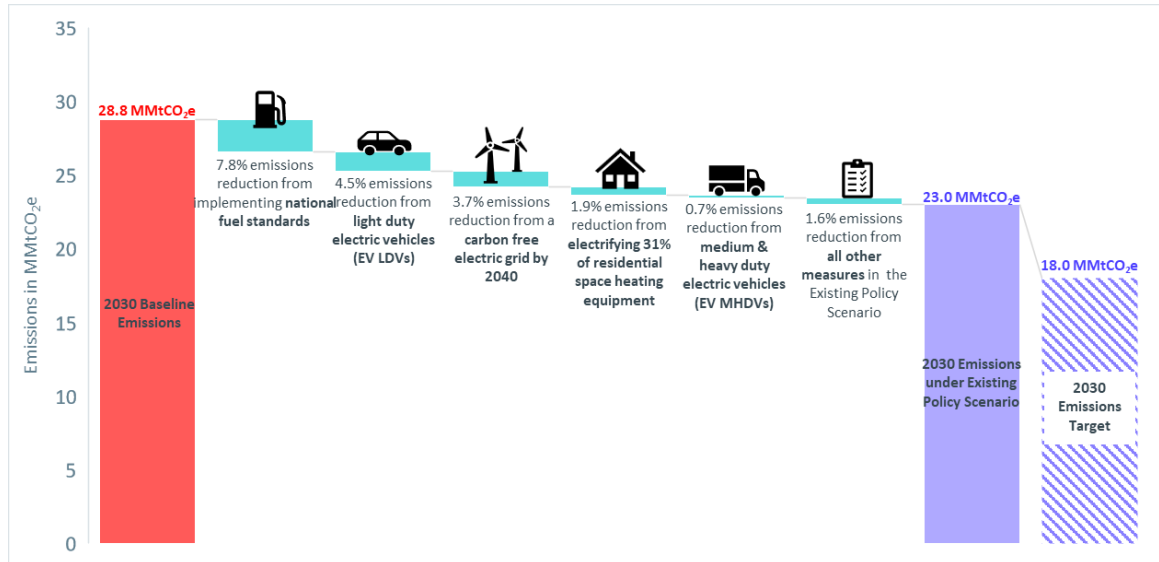 Emissions in MMtCO₂e
35
30
25
20
15
10
5
0
28.8 MMtCO₂e
2030 Baseline
Emissions
7.8% emissions
reduction from
implementing national
fuel standards
4.5% emissions
reduction from
light duty
electric vehicles
(EV LDVs)
3.7% emissions
reduction from a
carbon free
electric grid by
2040
1.9% emissions
reduction from
electrifying 31%
of residential
space heating
equipment
0.7% emissions
reduction from
medium &
heavy duty
electric vehicles
(EV MHDVs)
1.6% emissions
reduction from
all other
measures in the
Existing Policy
Scenario
23.0 MMtCO₂e
2030 Emissions
under Existing
Policy Scenario
18.0 MMtCO₂e
2030
Emissions
Target